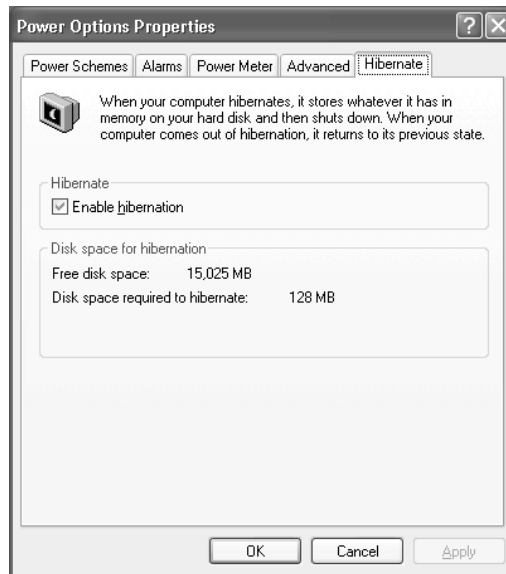 Power Options Properties
Power Schemes Alarms Power Meter Advanced Hibernate
When your computer hibernates, it stores whatever it has in
memory on your hard disk and then shuts down. When your
computer comes out of hibernation, it returns to its previous state.
Hibernate
Enable hibernation
Disk space for hibernation
Free disk space: 15,025 MB
Disk space required to hibernate: 128 MB
OK Cancel Apply